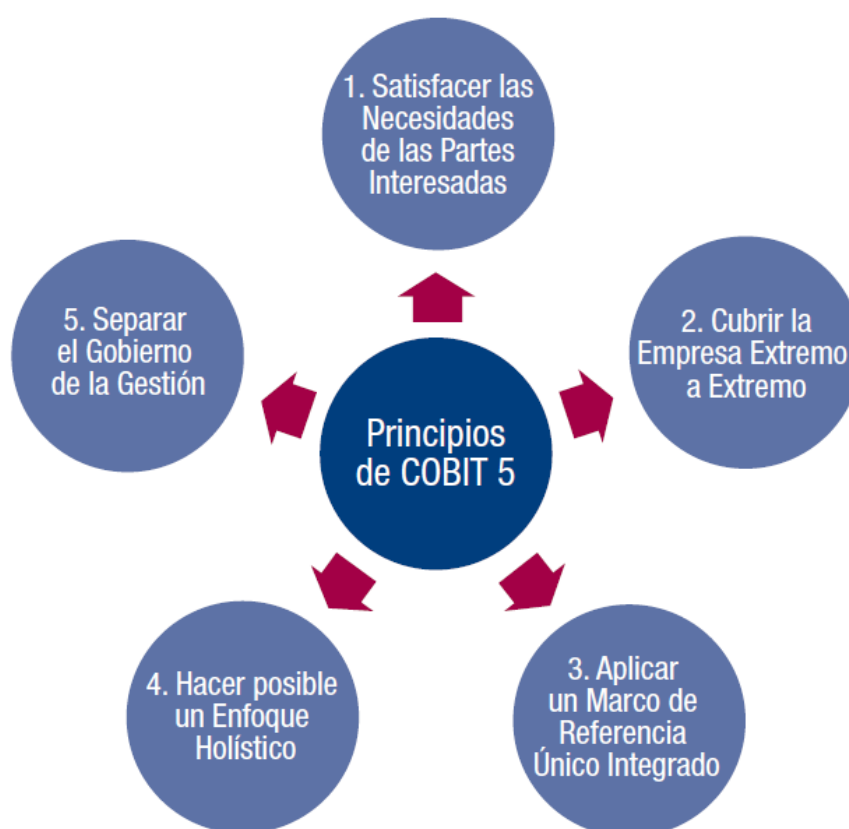 1. Satisfacer las
Necesidades
de las Partes
Interesadas
2. Cubrir la
Empresa Extremo
a Extremo
3. Aplicar
un Marco de
Referencia
Único Integrado
4. Hacer posible
un Enfoque
Holístico
5. Separar
el Gobierno
de la Gestión
Principios
de COBIT 5